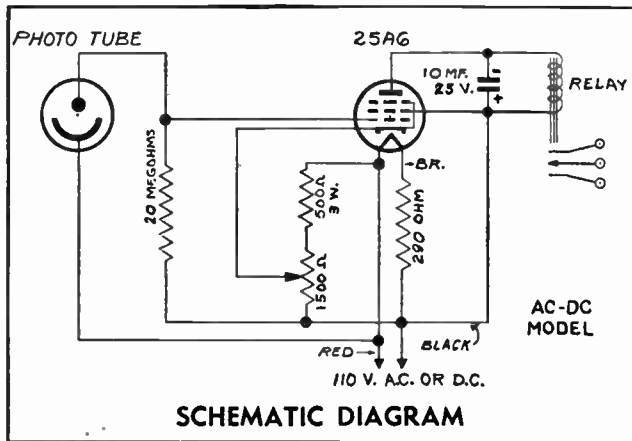 PHOTO TUBE
25A6
10 MF.
25 V.
-
+
RELAY
20 MEGOHMS
500Ω
3 W.
BR.
290 OHM
1500Ω
AC-DC
MODEL
RED
BLACK
110 V. A.C. OR D.C.
SCHEMATIC DIAGRAM